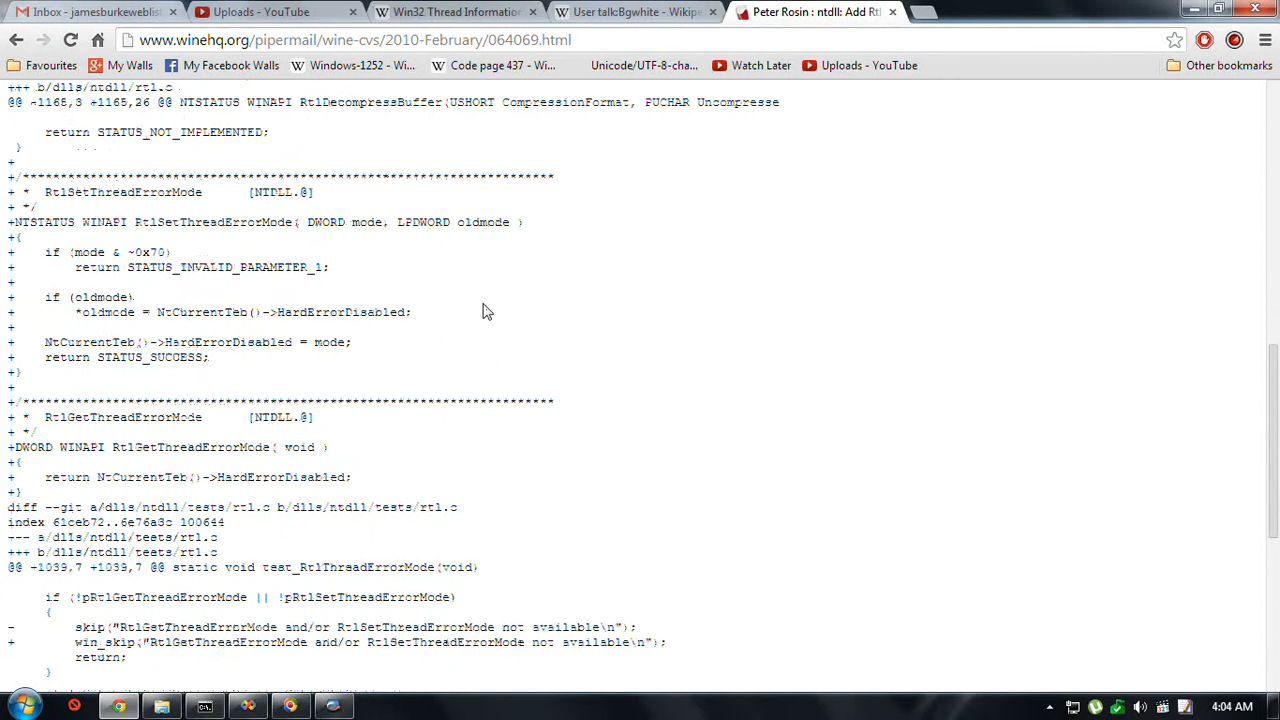 Inbox - jamesburkeweblist × Uploads - YouTube × Win32 Thread Information × User talk:Bgwhite - Wikipe × Peter Rosin : ntdll: Add Rtl ×
www.winehq.org/pipermail/wine-cvs/2010-February/064069.html
Favourites My Walls My Facebook Walls Windows-1252 - Wi... Code page 437 - Wi... Unicode/UTF-8-cha... Watch Later Uploads - YouTube Other bookmarks
+++ b/dlls/ntdll/rtl.c
@@ -1165,3 +1165,26 @@ NTSTATUS WINAPI RtlDecompressBuffer(USHORT CompressionFormat, PUCHAR Uncompresse
return STATUS_NOT_IMPLEMENTED;
}
+
+/***********************************************************************
+ * RtlSetThreadErrorMode [NTDLL.@]
+ */
+NTSTATUS WINAPI RtlSetThreadErrorMode( DWORD mode, LPDWORD oldmode )
+{
+ if (mode & ~0x70)
+ return STATUS_INVALID_PARAMETER_1;
+
+ if (oldmode)
+ *oldmode = NtCurrentTeb()->HardErrorDisabled;
+
+ NtCurrentTeb()->HardErrorDisabled = mode;
+ return STATUS_SUCCESS;
+}
+
+/***********************************************************************
+ * RtlGetThreadErrorMode [NTDLL.@]
+ */
+DWORD WINAPI RtlGetThreadErrorMode( void )
+{
+ return NtCurrentTeb()->HardErrorDisabled;
+}
diff --git a/dlls/ntdll/tests/rtl.c b/dlls/ntdll/tests/rtl.c
index 61ceb72..6e76a3c 100644
--- a/dlls/ntdll/tests/rtl.c
+++ b/dlls/ntdll/tests/rtl.c
@@ -1039,7 +1039,7 @@ static void test_RtlThreadErrorMode(void)
if (!pRtlGetThreadErrorMode || !pRtlSetThreadErrorMode)
{
- skip("RtlGetThreadErrorMode and/or RtlSetThreadErrorMode not available\n");
+ win_skip("RtlGetThreadErrorMode and/or RtlSetThreadErrorMode not available\n");
return;
}
4:04 AM